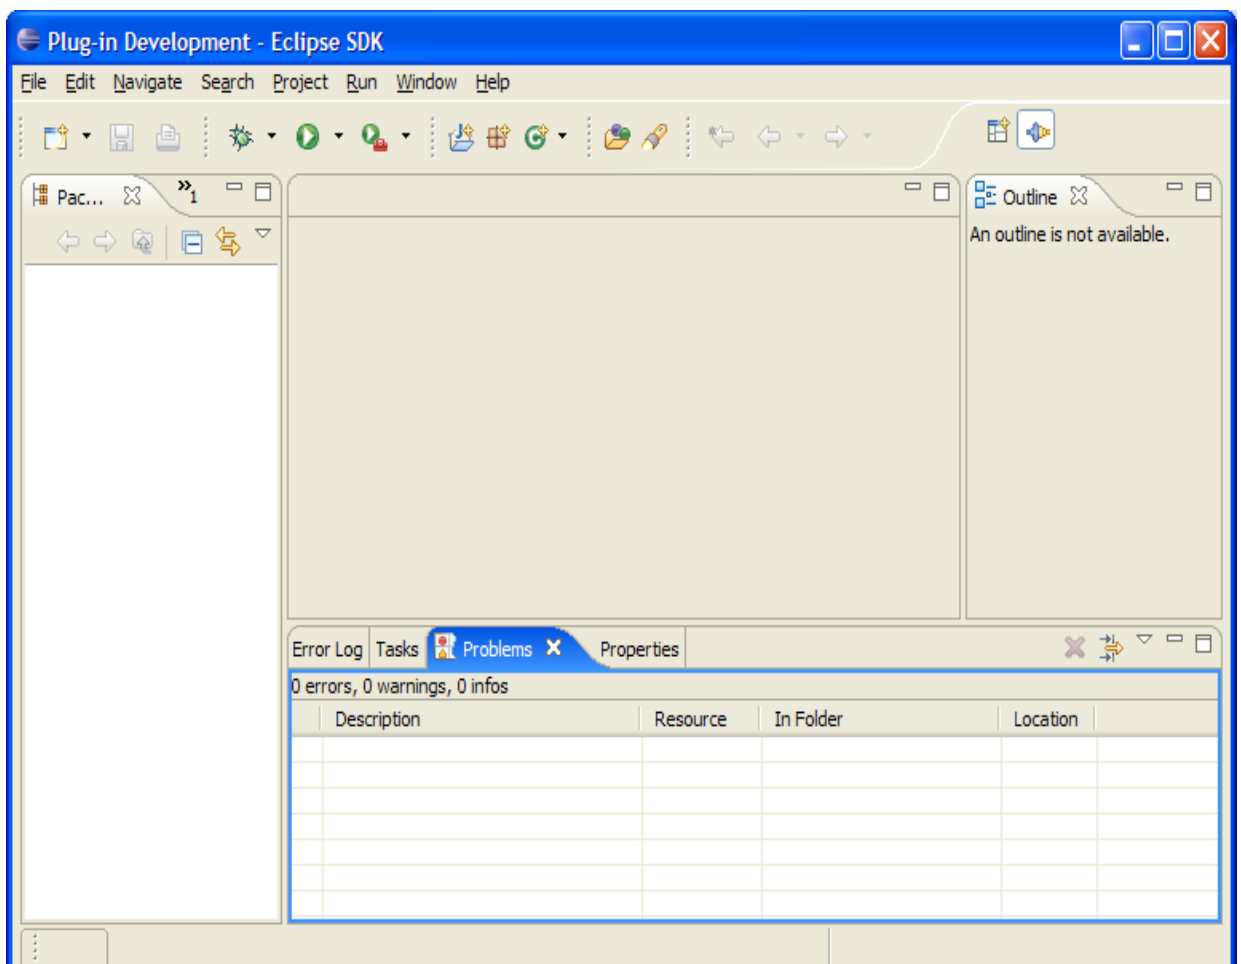 Plug-in Development - Eclipse SDK
File Edit Navigate Search Project Run Window Help
Pac... »1
Outline
An outline is not available.
Error Log Tasks Problems Properties
0 errors, 0 warnings, 0 infos
Description Resource In Folder Location